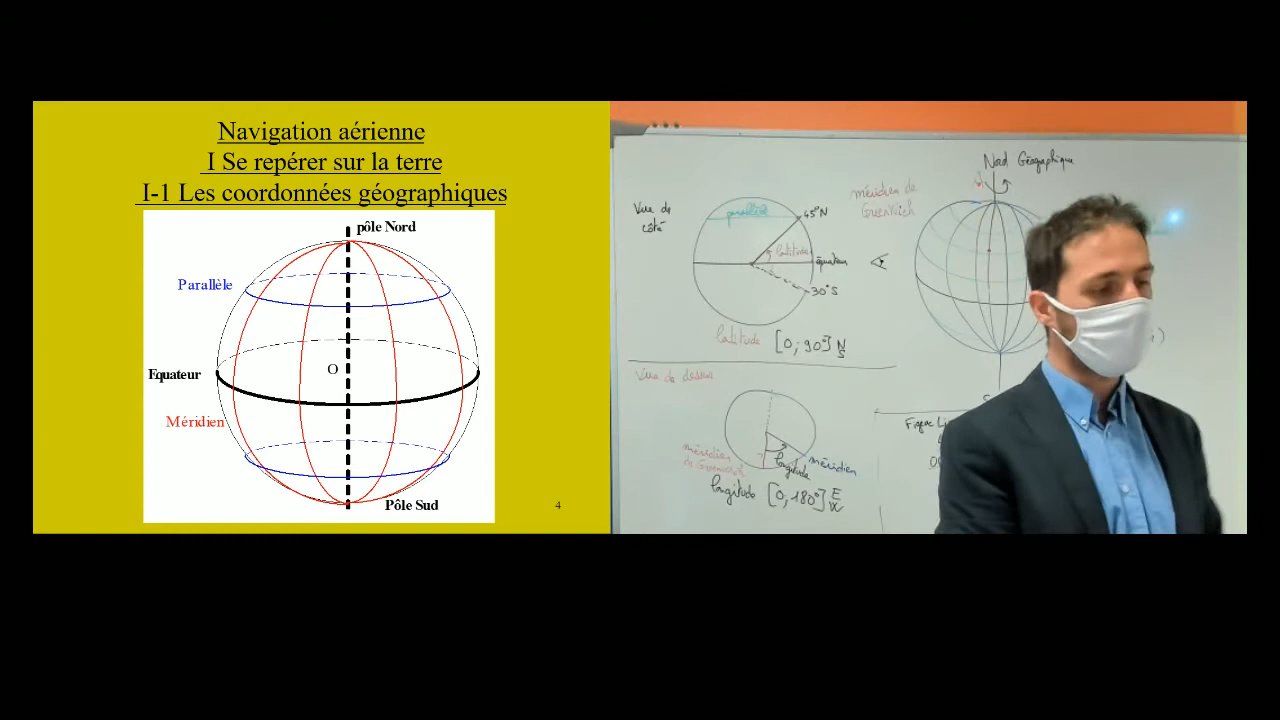 Navigation aérienne
I Se repérer sur la terre
I-1 Les coordonnées géographiques
pôle Nord
Parallèle
O
Equateur
Méridien
Pôle Sud
4
Nord Géographique
méridien de
Vue de
côté
parallèle
45°N
latitude
équateur
30°S
latitude [0; 90°] N
S
Vue de dessus
méridien
de
longitude
méridien
longitude [0, 180°] E
W